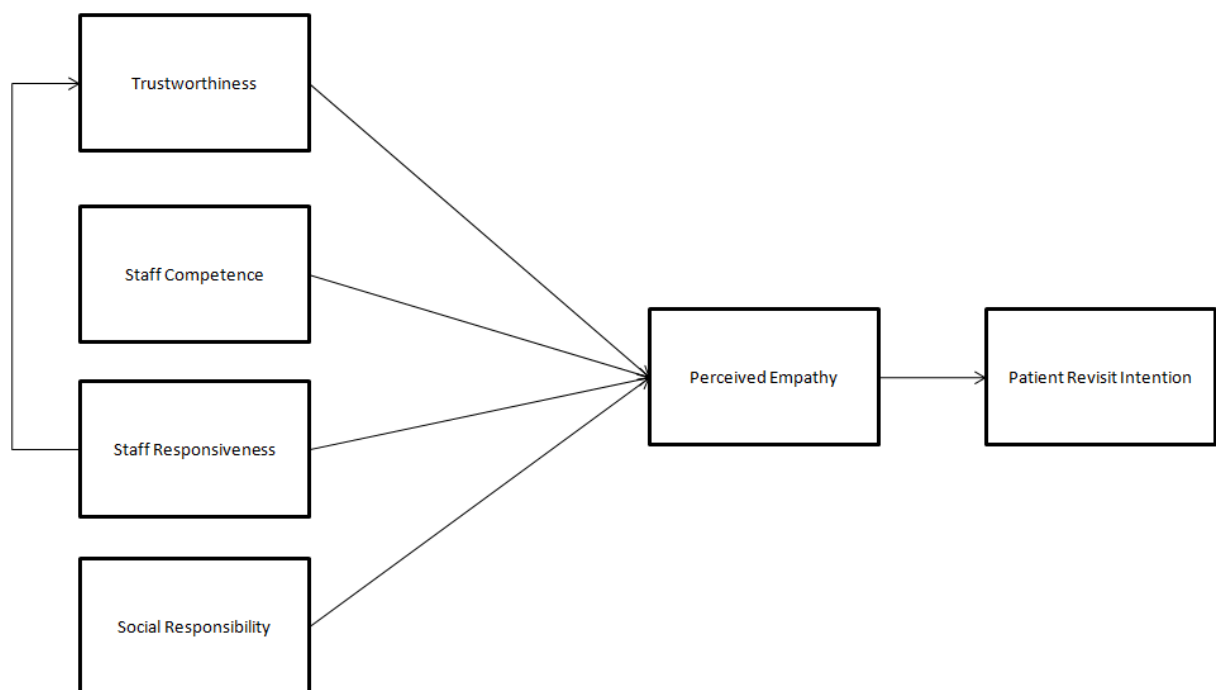 Trustworthiness
Staff Competence
Staff Responsiveness
Social Responsibility
Perceived Empathy
Patient Revisit Intention